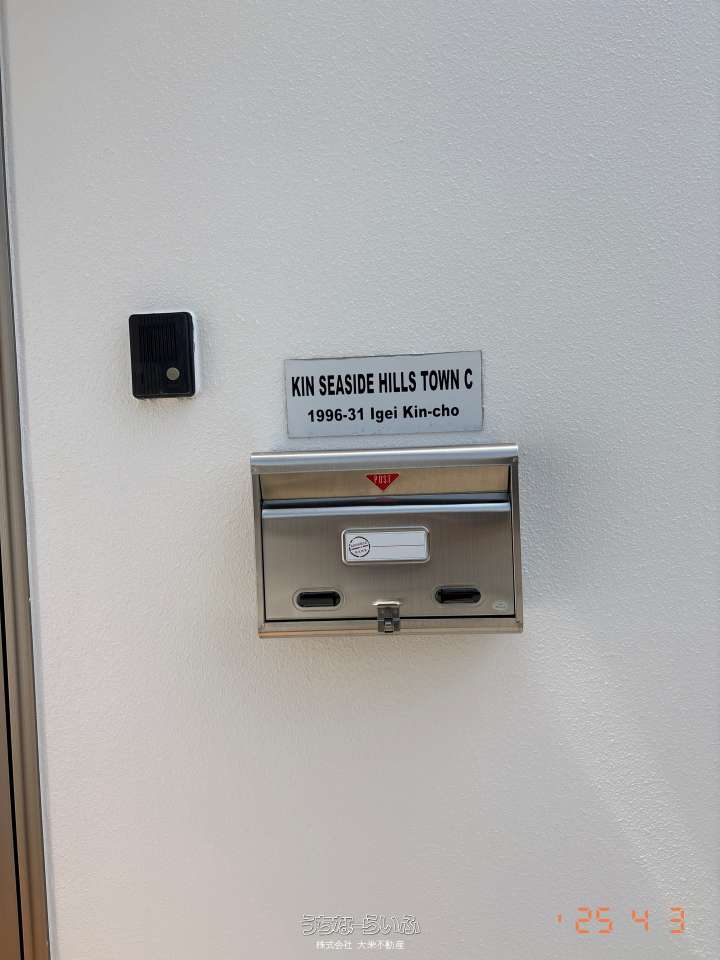 KIN SEASIDE HILLS TOWN C
1996-31 Igei Kin-cho
POST
うちなーらいふ
株式会社 大米不動産
'25 4 3